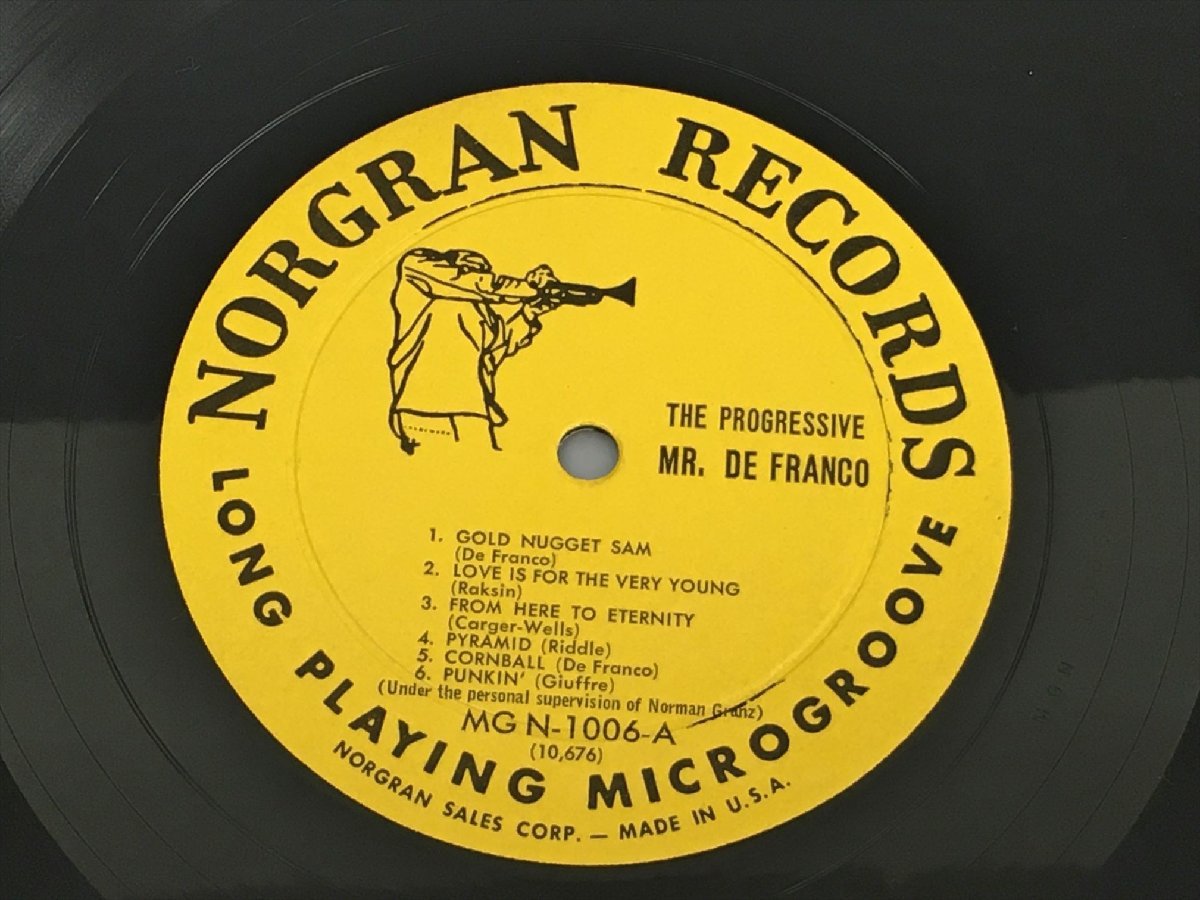 NORGRAN RECORDS
THE PROGRESSIVE
MR. DE FRANCO
1. GOLD NUGGET SAM
(De Franco)
2. LOVE IS FOR THE VERY YOUNG
(Raksin)
3. FROM HERE TO ETERNITY
(Carger-Wells)
4. PYRAMID (Riddle)
5. CORNBALL (De Franco)
6. PUNKIN' (Giuffre)
(Under the personal supervision of Norman Granz)
MG N-1006-A
(10,676)
LONG PLAYING MICROGROOVE
NORGRAN SALES CORP. — MADE IN U.S.A.